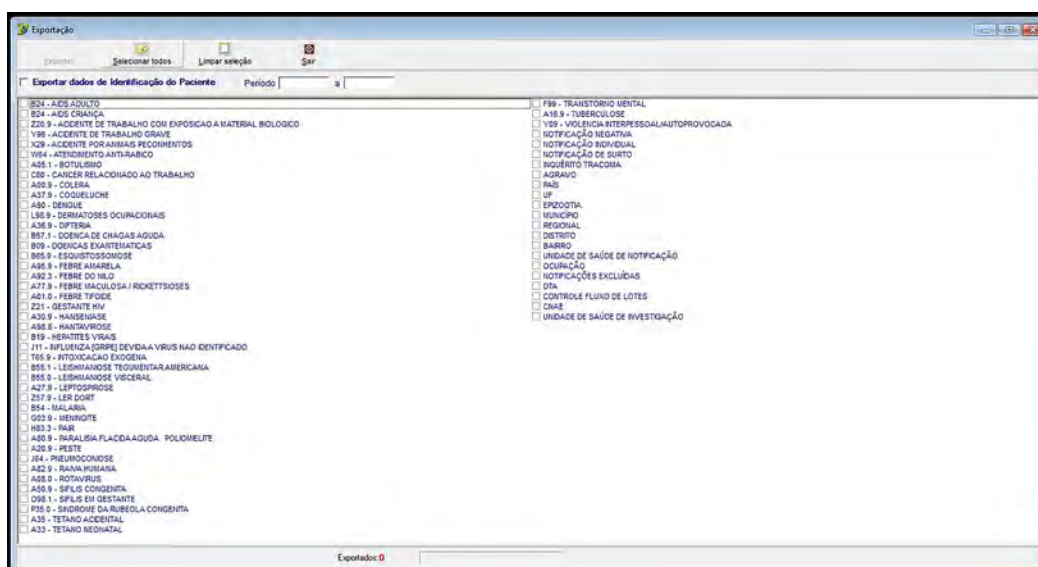 Exportação
Exportar Selecionar todos Limpar seleção Sair
Exportar dados de Identificação do Paciente Período a
B24 - AIDS ADULTO
B24 - AIDS CRIANÇA
Z20.9 - ACIDENTE DE TRABALHO COM EXPOSICAO A MATERIAL BIOLOGICO
Y96 - ACIDENTE DE TRABALHO GRAVE
X29 - ACIDENTE POR ANIMAIS PECONHENTOS
W64 - ATENDIMENTO ANTI-RABICO
A05.1 - BOTULISMO
C80 - CANCER RELACIONADO AO TRABALHO
A00.9 - COLERA
A37.9 - COQUELUCHE
A90 - DENGUE
L98.9 - DERMATOSES OCUPACIONAIS
A36.9 - DIFTERIA
B57.1 - DOENCA DE CHAGAS AGUDA
B09 - DOENCAS EXANTEMATICAS
B65.9 - ESQUISTOSSOMOSE
A95.9 - FEBRE AMARELA
A92.3 - FEBRE DO NILO
A77.9 - FEBRE MACULOSA / RICKETTSIOSES
A01.0 - FEBRE TIFOIDE
Z21 - GESTANTE HIV
A30.9 - HANSENIASE
A98.8 - HANTAVIROSE
B19 - HEPATITES VIRAIS
J11 - INFLUENZA [GRIPE] DEVIDA A VIRUS NAO IDENTIFICADO
T65.9 - INTOXICACAO EXOGENA
B55.1 - LEISHMANIOSE TEGUMENTAR AMERICANA
B55.0 - LEISHMANIOSE VISCERAL
A27.9 - LEPTOSPIROSE
Z57.9 - LER DORT
B54 - MALARIA
G03.9 - MENINGITE
H83.3 - PAIR
A80.9 - PARALISIA FLACIDA AGUDA POLIOMELITE
A20.9 - PESTE
J64 - PNEUMOCONIOSE
A82.9 - RAIVA HUMANA
A08.0 - ROTAVIRUS
A50.9 - SIFILIS CONGENITA
O98.1 - SIFILIS EM GESTANTE
P35.0 - SINDROME DA RUBEOLA CONGENITA
A35 - TETANO ACIDENTAL
A33 - TETANO NEONATAL
F99 - TRANSTORNO MENTAL
A16.9 - TUBERCULOSE
Y09 - VIOLENCIA INTERPESSOAL/AUTOPROVOCADA
NOTIFICAÇÃO NEGATIVA
NOTIFICAÇÃO INDIVIDUAL
NOTIFICAÇÃO DE SURTO
INQUÉRITO TRACOMA
AGRAVO
PAÍS
UF
EPIZOOTIA
MUNICÍPIO
REGIONAL
DISTRITO
BAIRRO
UNIDADE DE SAÚDE DE NOTIFICAÇÃO
OCUPAÇÃO
NOTIFICAÇÕES EXCLUÍDAS
DTA
CONTROLE FLUXO DE LOTES
CNAE
UNIDADE DE SAÚDE DE INVESTIGAÇÃO
Exportados: 0